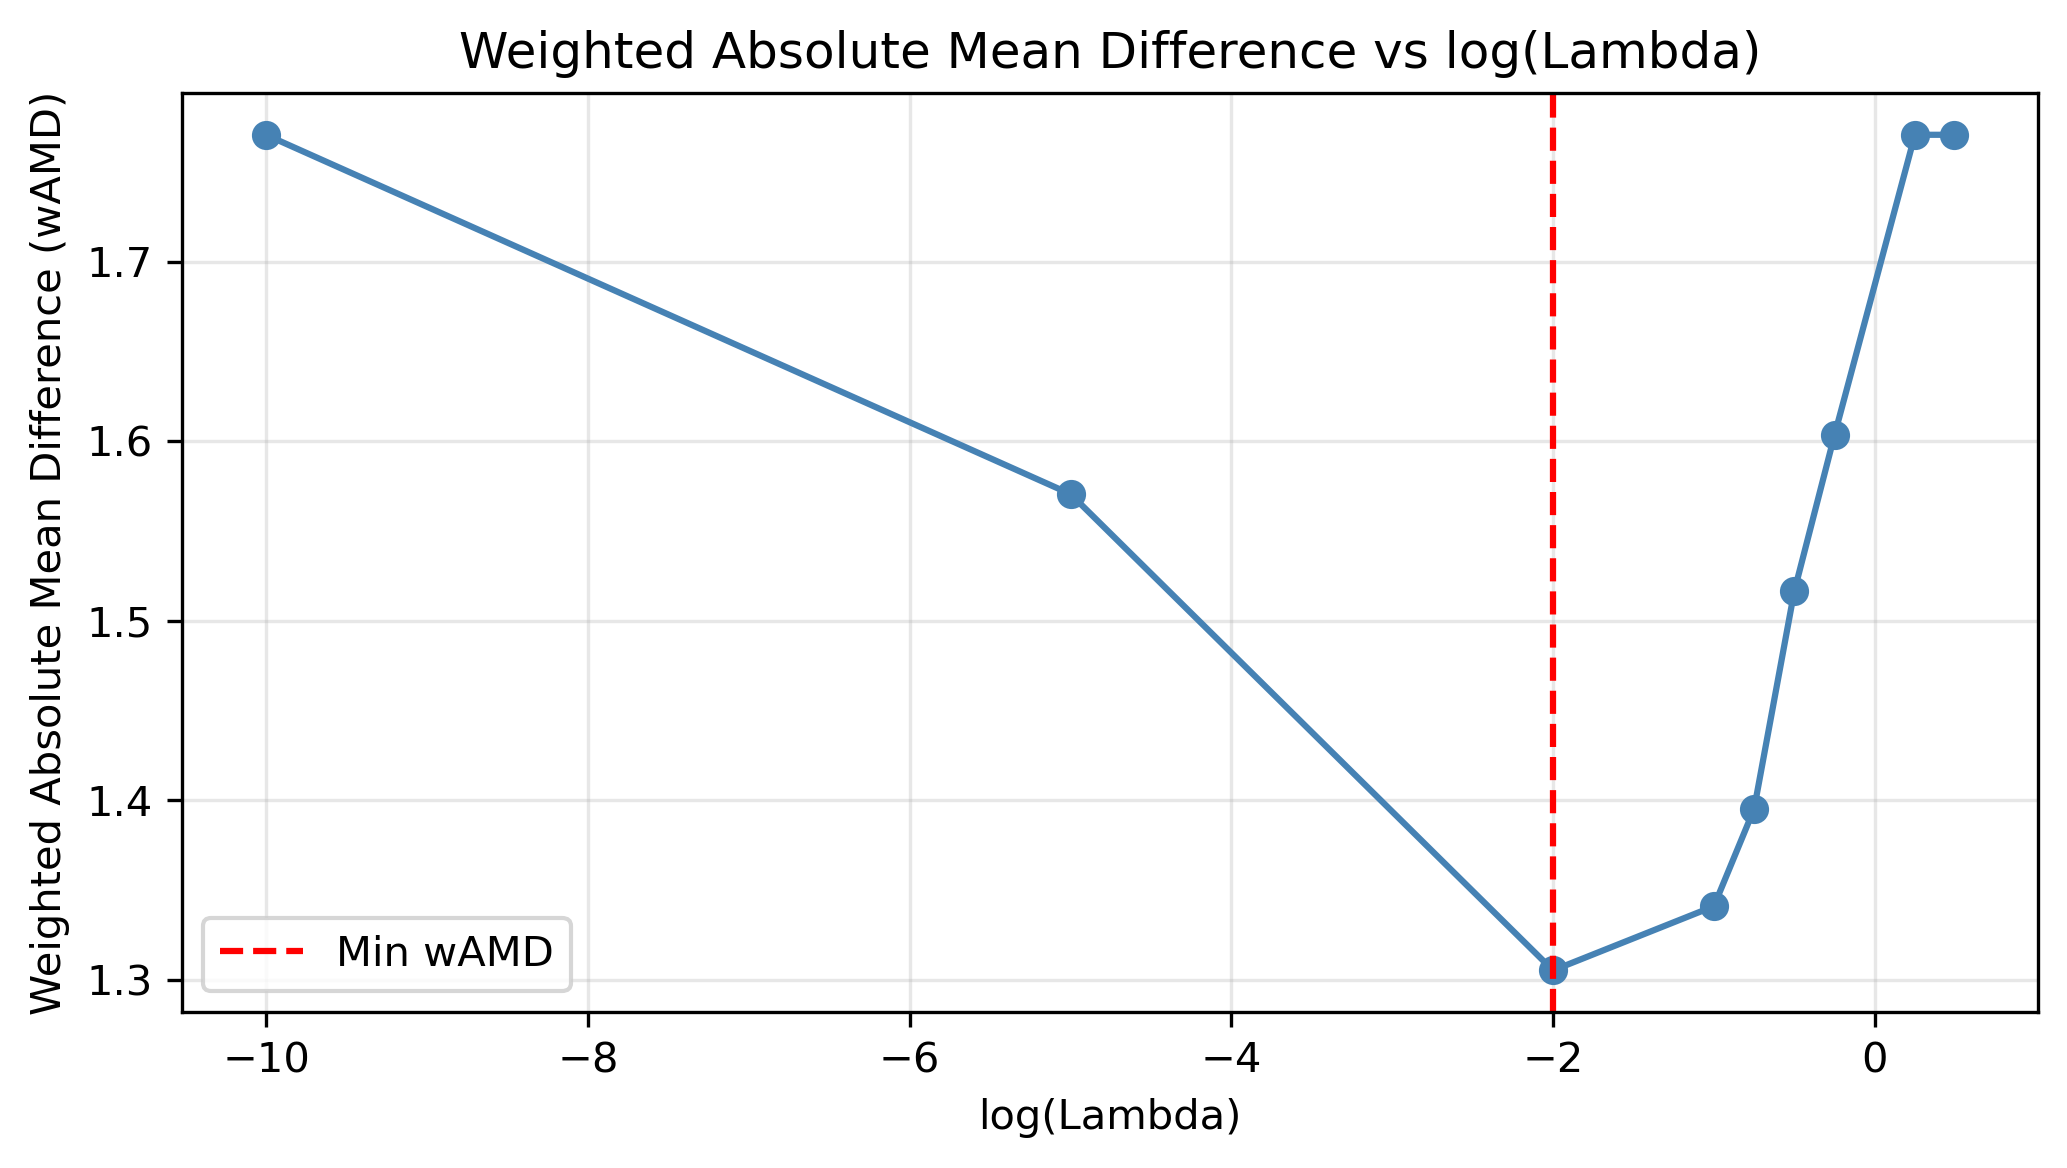 Weighted Absolute Mean Difference vs log(Lambda)
Weighted Absolute Mean Difference (wAMD)
1.7
1.6
1.5
1.4
1.3
Min wAMD
−10
−8
−6
−4
−2
0
log(Lambda)